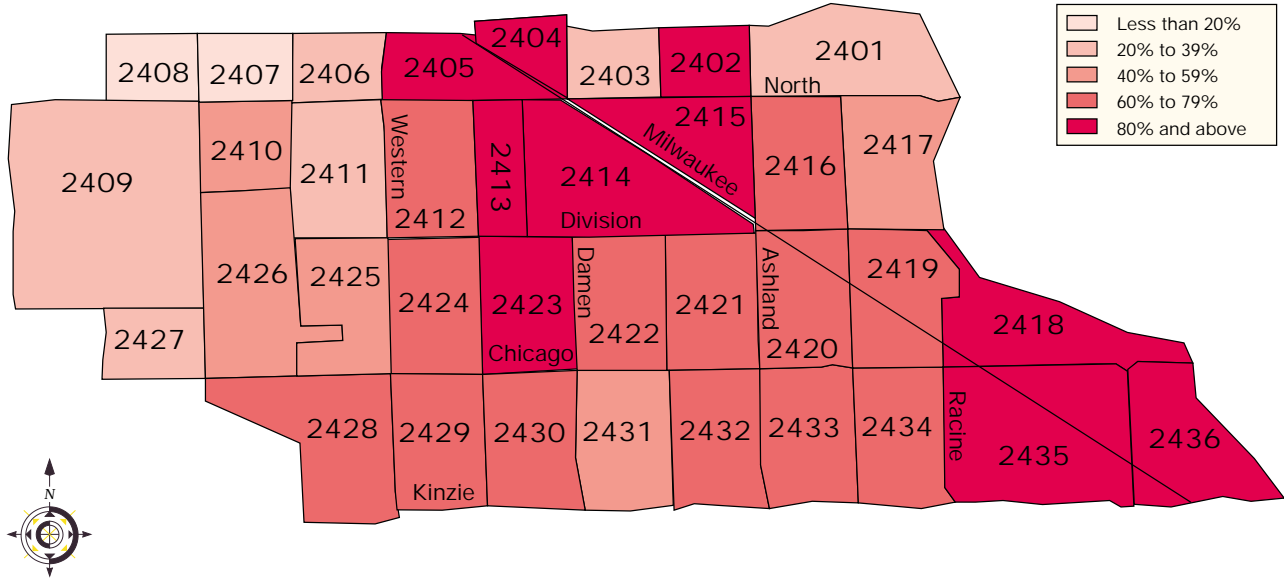 Less than 20%
20% to 39%
40% to 59%
60% to 79%
80% and above
2408
2407
2406
2405
2404
2403
2402
2401
North
2409
2410
2411
Western
2412
2413
2414
Division
Milwaukee
2415
2416
2417
2426
2425
2424
2423
Chicago
Damen
2422
2421
Ashland
2420
2419
2418
2427
2428
2429
Kinzie
2430
2431
2432
2433
2434
Racine
2435
2436
N